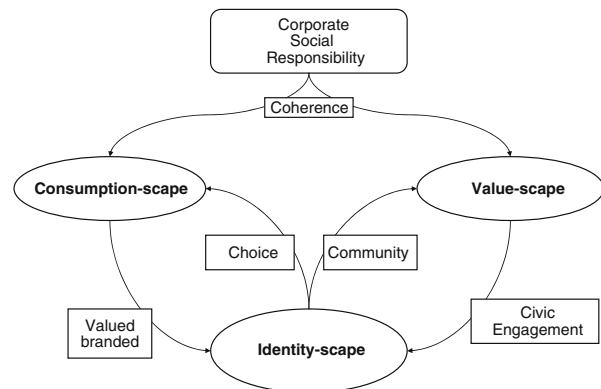 Corporate
Social
Responsibility
Coherence
Consumption-scape
Value-scape
Choice
Community
Valued
branded
Civic
Engagement
Identity-scape